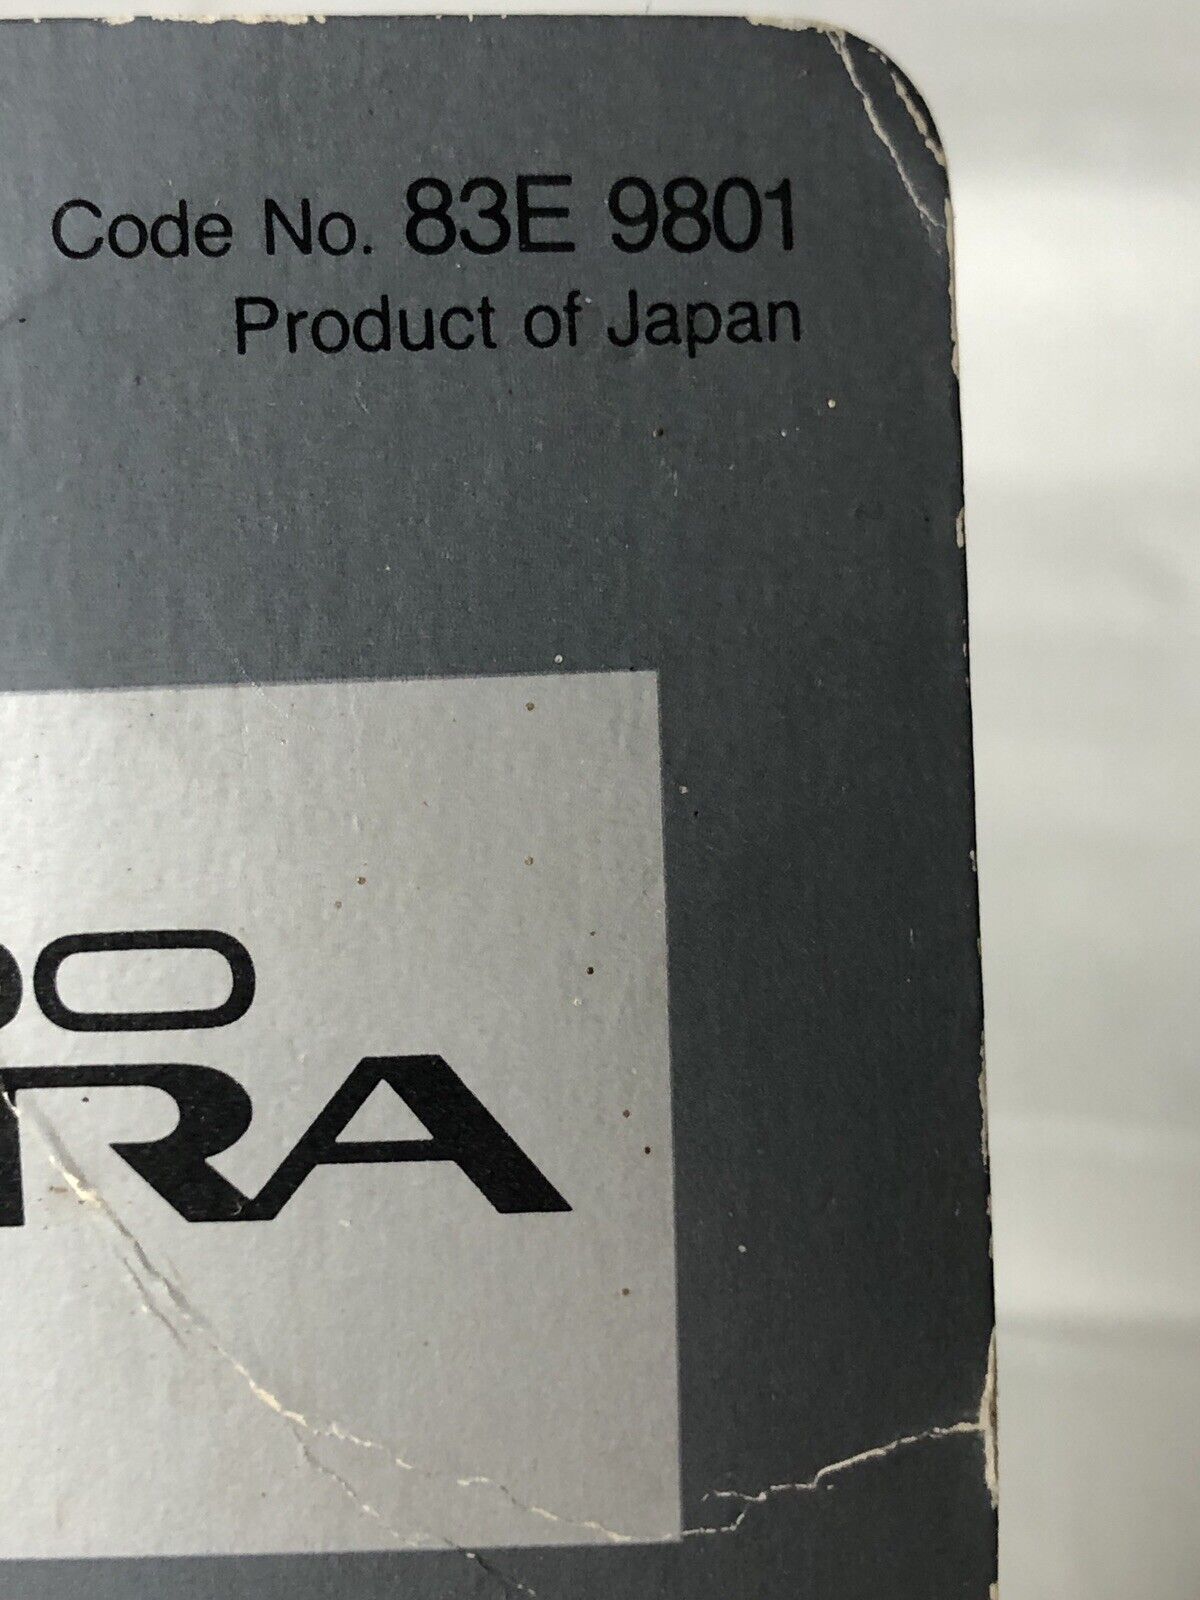 Code No. 83E 9801
Product of Japan